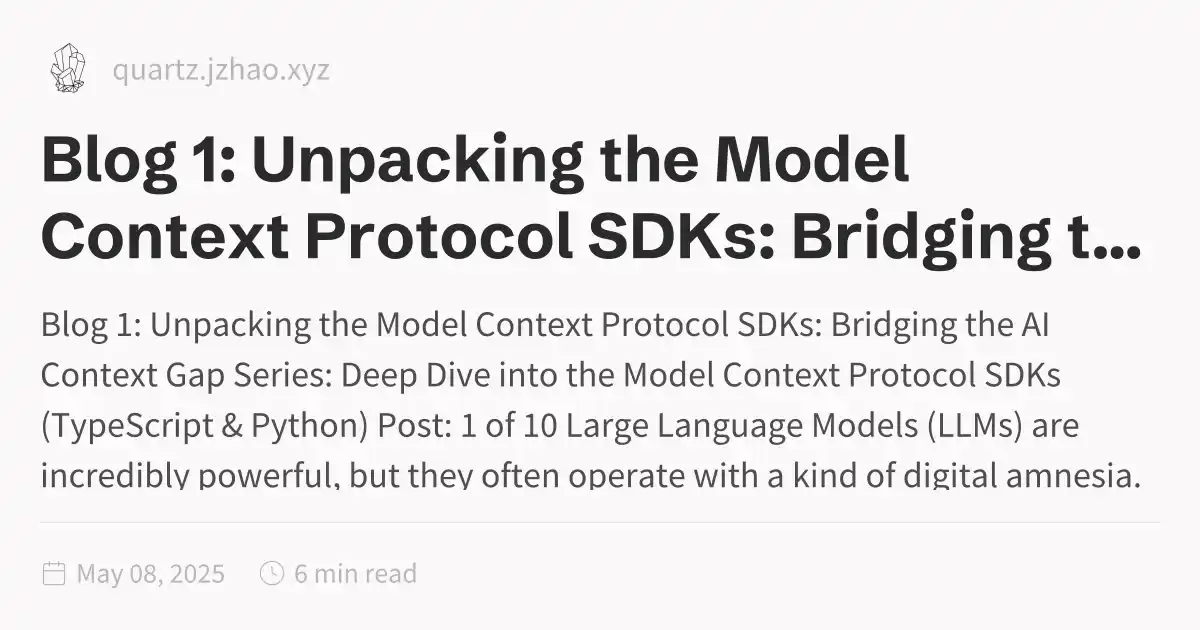 quartz.jzhao.xyz
Blog 1: Unpacking the Model
Context Protocol SDKs: Bridging t...
Blog 1: Unpacking the Model Context Protocol SDKs: Bridging the AI
Context Gap Series: Deep Dive into the Model Context Protocol SDKs
(TypeScript & Python) Post: 1 of 10 Large Language Models (LLMs) are
incredibly powerful, but they often operate with a kind of digital amnesia.
May 08, 2025
6 min read